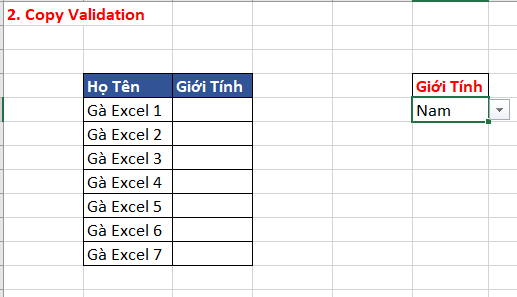 2. Copy Validation
Họ Tên Giới Tính Giới Tính
Gà Excel 1 Nam
Gà Excel 2
Gà Excel 3
Gà Excel 4
Gà Excel 5
Gà Excel 6
Gà Excel 7